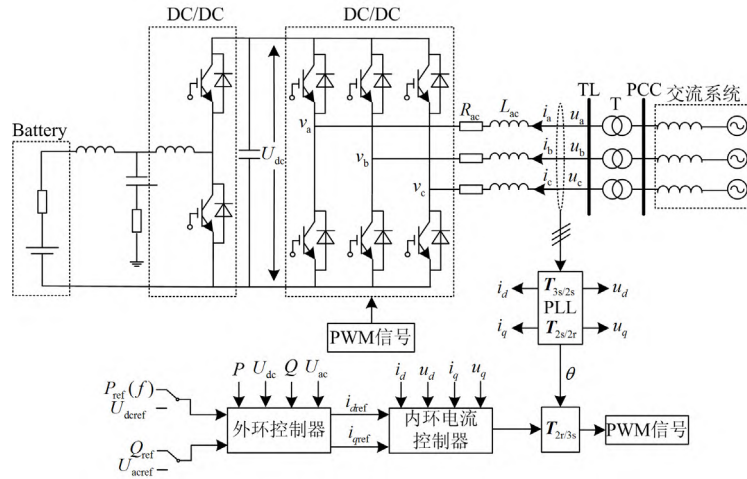 DC/DC
DC/DC
Battery
U_dc
v_a
v_b
v_c
R_ac
L_ac
i_a
i_b
i_c
u_a
u_b
u_c
TL
T
PCC
交流系统
T_3s/2s
PLL
T_2s/2r
i_d
i_q
u_d
u_q
θ
PWM信号
P U_dc Q U_ac
P_ref(f)
U_dcref
Q_ref
U_acref
外环控制器
i_dref
i_qref
i_d u_d i_q u_q
内环电流
控制器
T_2r/3s
PWM信号